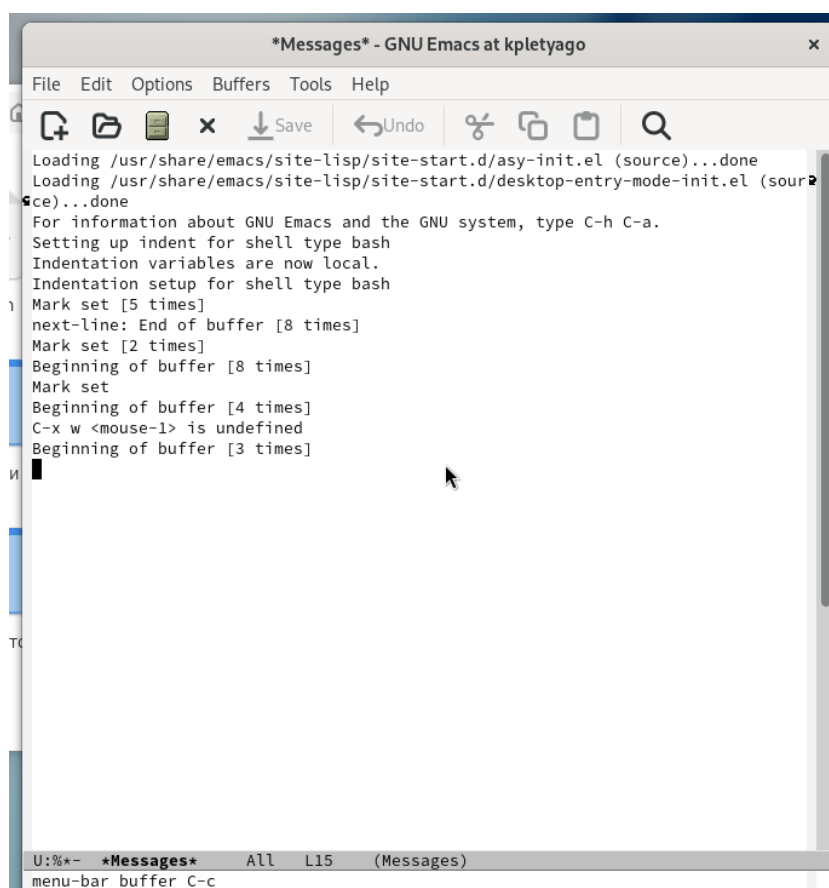 *Messages* - GNU Emacs at kpletyago
File Edit Options Buffers Tools Help
Save Undo
Loading /usr/share/emacs/site-lisp/site-start.d/asy-init.el (source)...done
Loading /usr/share/emacs/site-lisp/site-start.d/desktop-entry-mode-init.el (sour
ce)...done
For information about GNU Emacs and the GNU system, type C-h C-a.
Setting up indent for shell type bash
Indentation variables are now local.
Indentation setup for shell type bash
Mark set [5 times]
next-line: End of buffer [8 times]
Mark set [2 times]
Beginning of buffer [8 times]
Mark set
Beginning of buffer [4 times]
C-x w <mouse-1> is undefined
Beginning of buffer [3 times]
U:%*- *Messages* All L15 (Messages)
menu-bar buffer C-c